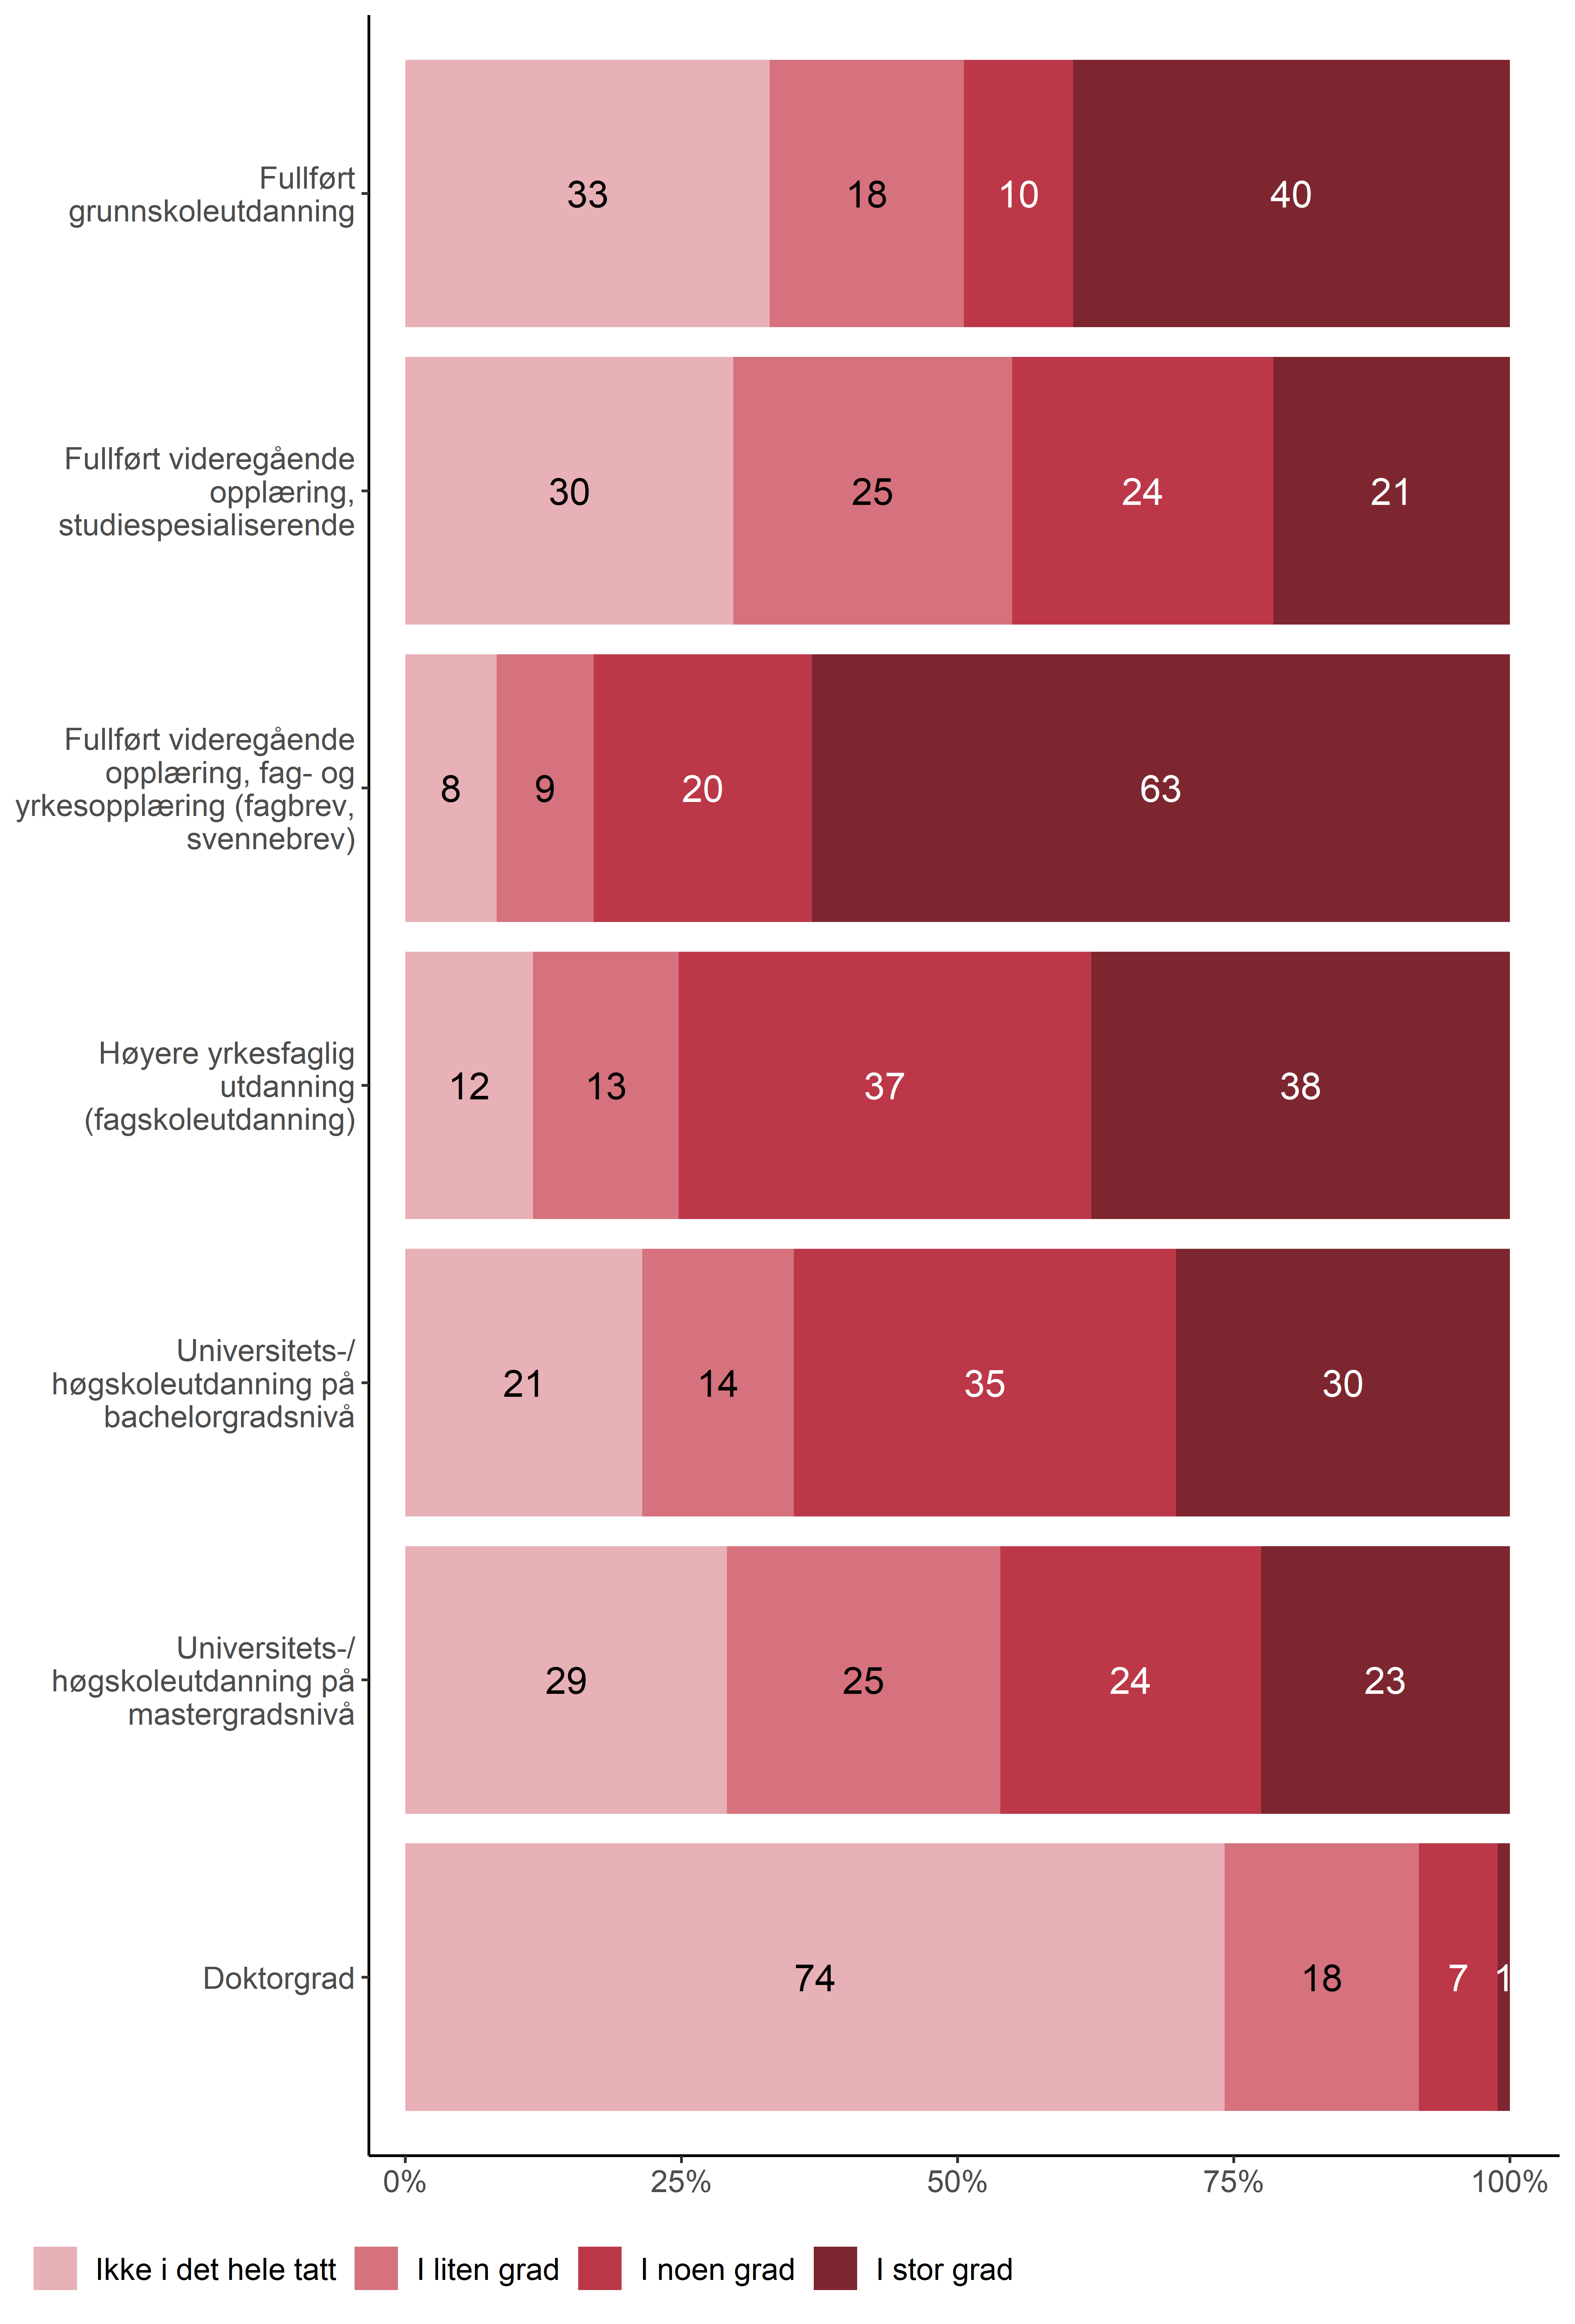 Fullført
grunnskoleutdanning
33 18 10 40
Fullført videregående
opplæring,
studiespesialiserende
30 25 24 21
Fullført videregående
opplæring, fag- og
yrkesopplæring (fagbrev,
svennebrev)
8 9 20 63
Høyere yrkesfaglig
utdanning
(fagskoleutdanning)
12 13 37 38
Universitets-/
høgskoleutdanning på
bachelorgradsnivå
21 14 35 30
Universitets-/
høgskoleutdanning på
mastergradsnivå
29 25 24 23
Doktorgrad
74 18 7 1
0% 25% 50% 75% 100%
Ikke i det hele tatt I liten grad I noen grad I stor grad